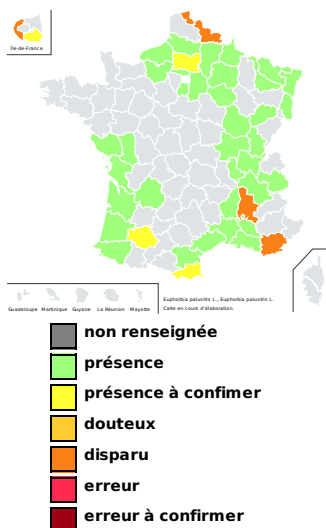 Île-de-France
Guadeloupe Martinique Guyane La Réunion Mayotte
Euphorbia palustris L., Euphorbia palustris L.
Carte en cours d'élaboration.
non renseignée
présence
présence à confimer
douteux
disparu
erreur
erreur à confirmer